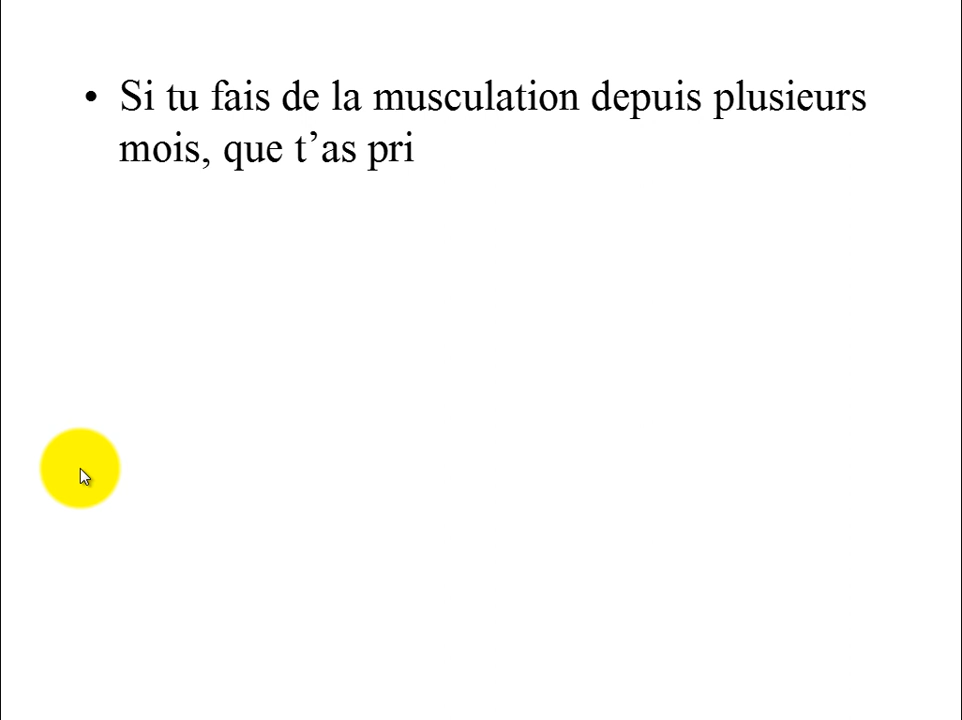 • Si tu fais de la musculation depuis plusieurs
mois, que t’as pri